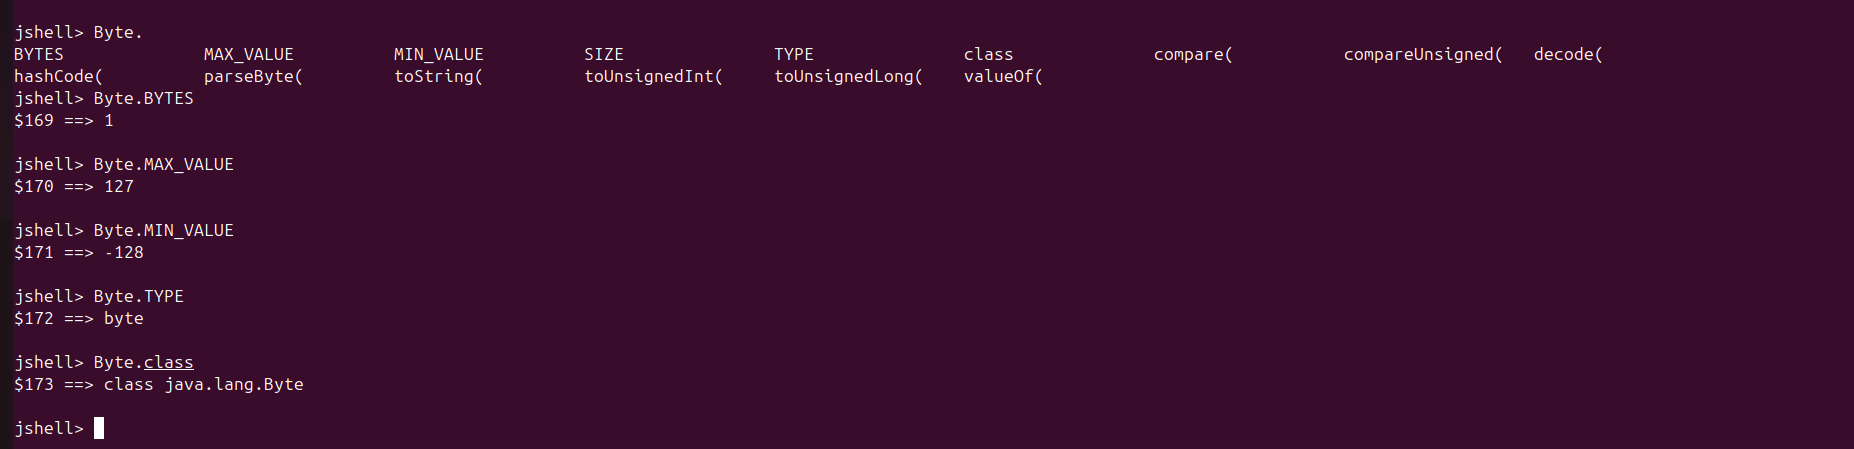 jshell> Byte.
BYTES MAX_VALUE MIN_VALUE SIZE TYPE class compare( compareUnsigned( decode(
hashCode( parseByte( toString( toUnsignedInt( toUnsignedLong( valueOf(
jshell> Byte.BYTES
$169 ==> 1
jshell> Byte.MAX_VALUE
$170 ==> 127
jshell> Byte.MIN_VALUE
$171 ==> -128
jshell> Byte.TYPE
$172 ==> byte
jshell> Byte.class
$173 ==> class java.lang.Byte
jshell>